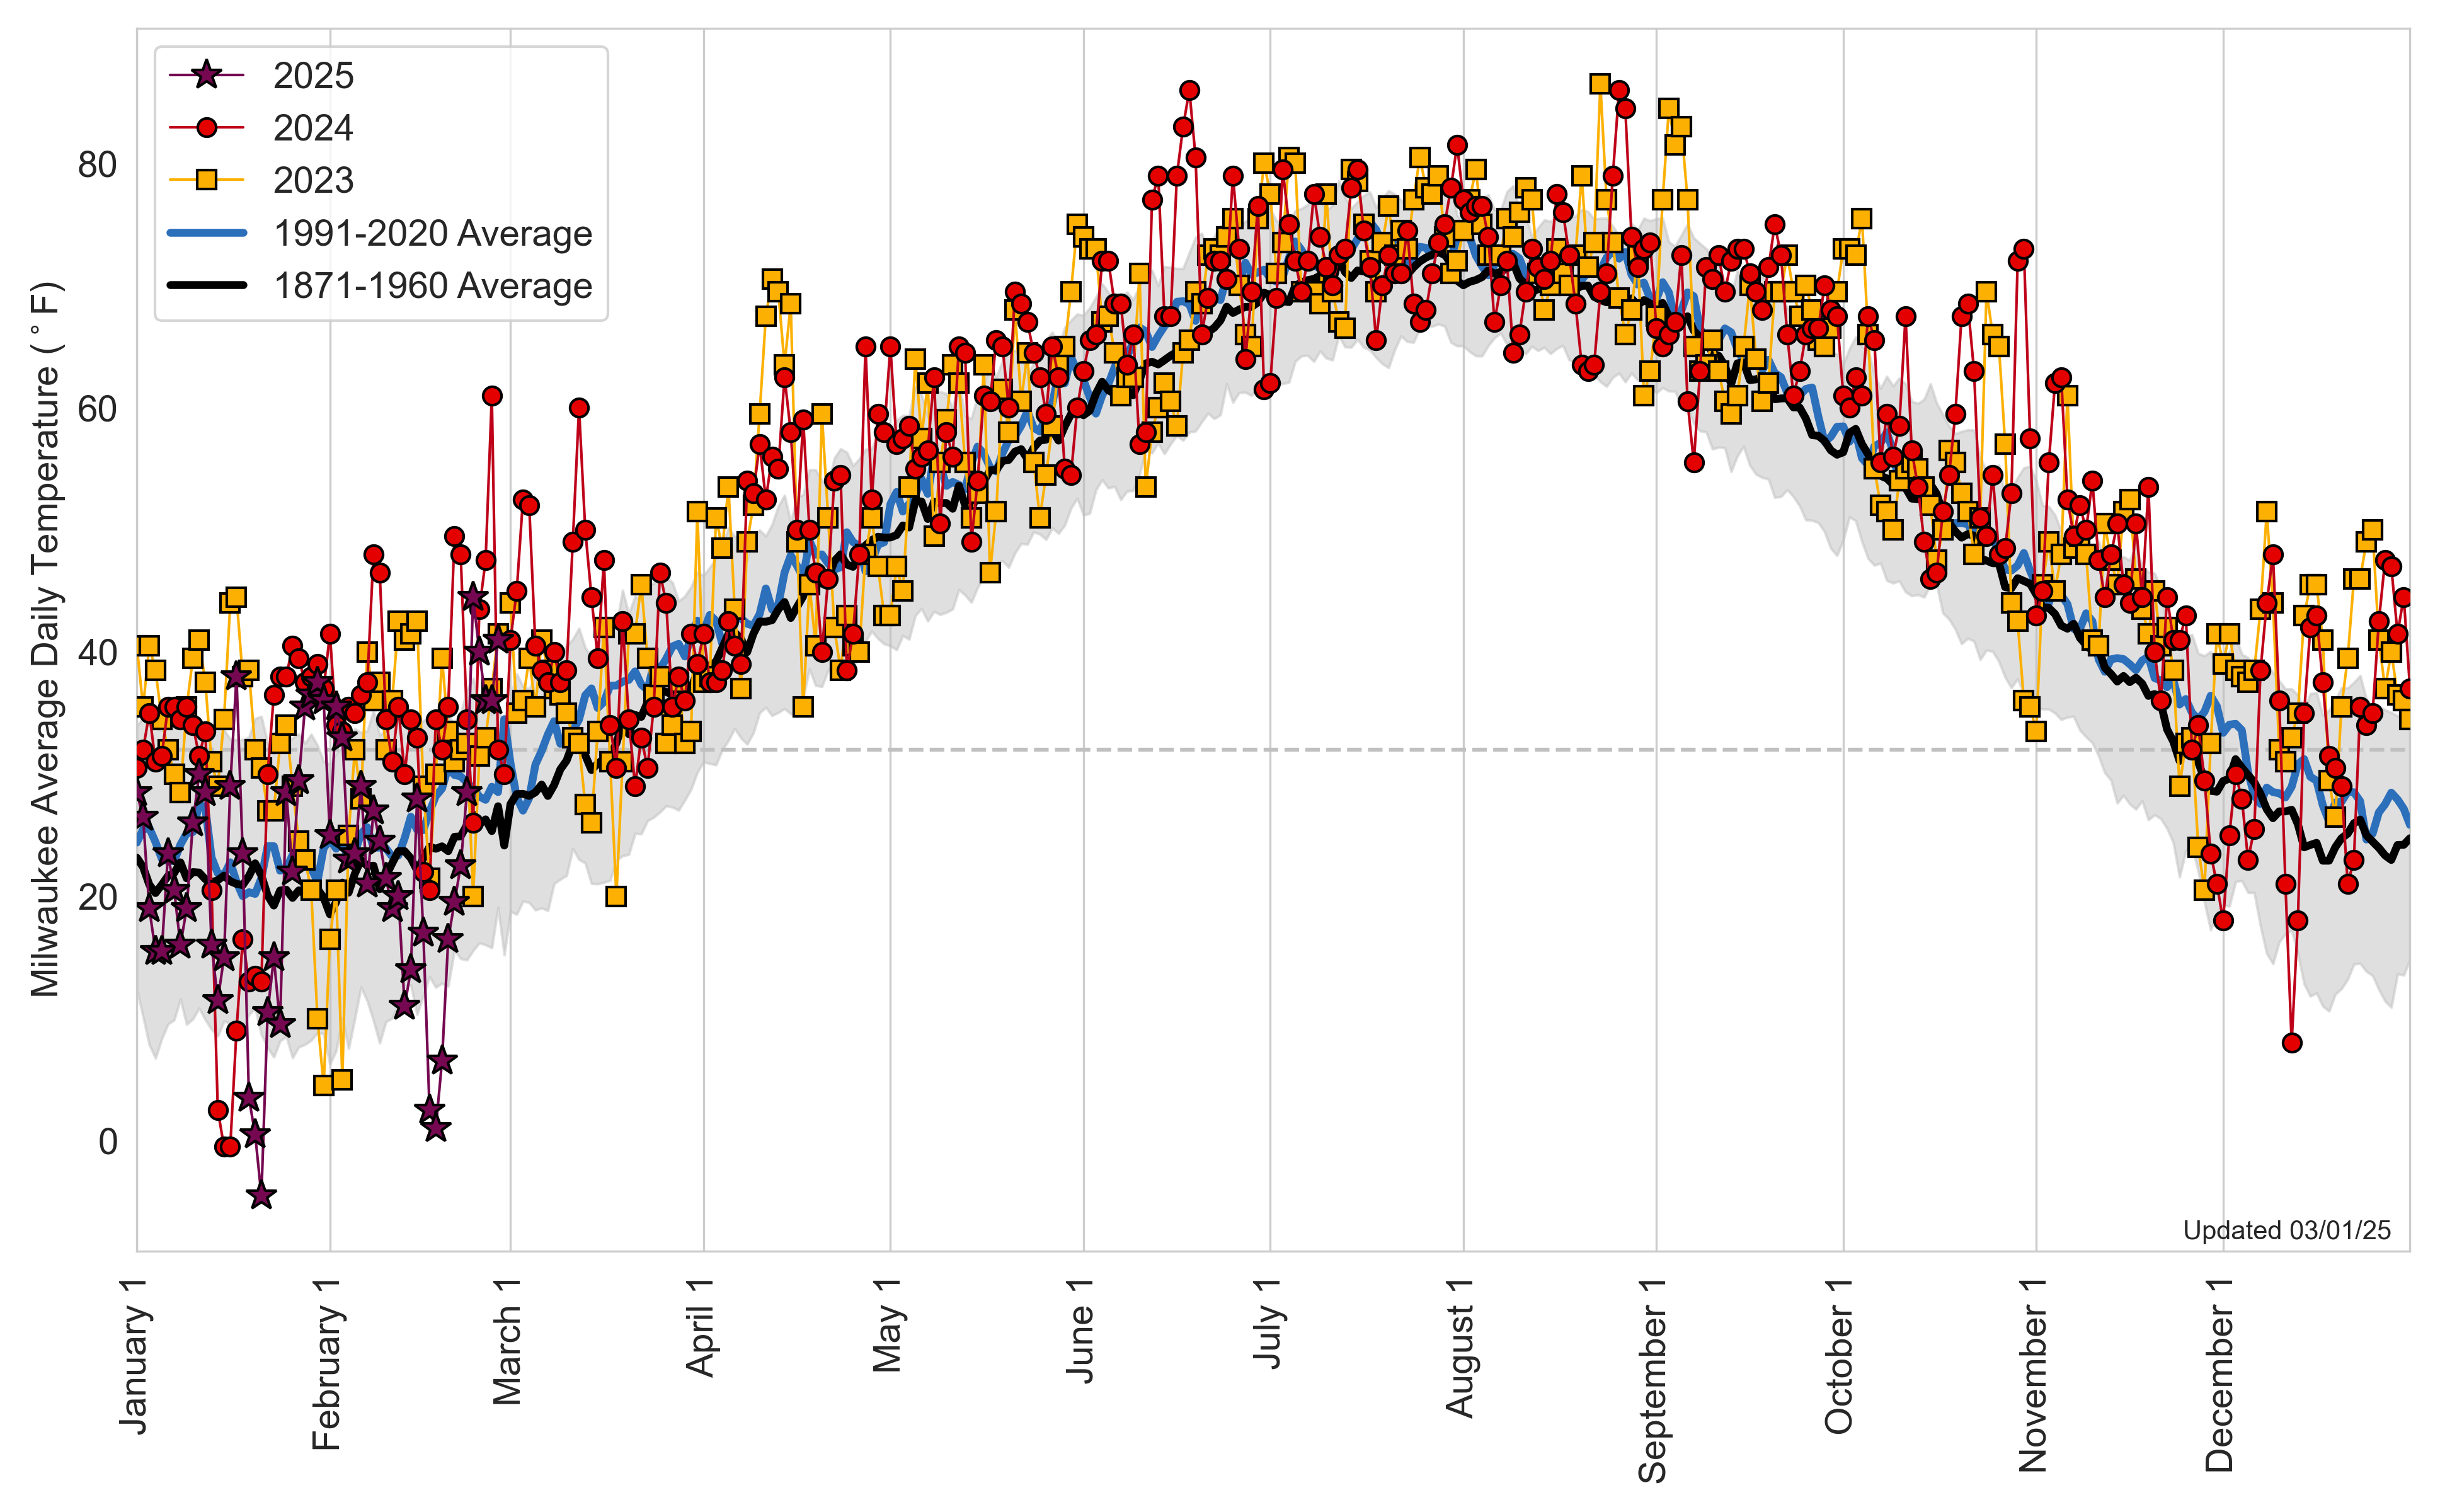 2025
2024
2023
1991-2020 Average
1871-1960 Average
Milwaukee Average Daily Temperature (°F)
80
60
40
20
0
Updated 03/01/25
January 1
February 1
March 1
April 1
May 1
June 1
July 1
August 1
September 1
October 1
November 1
December 1